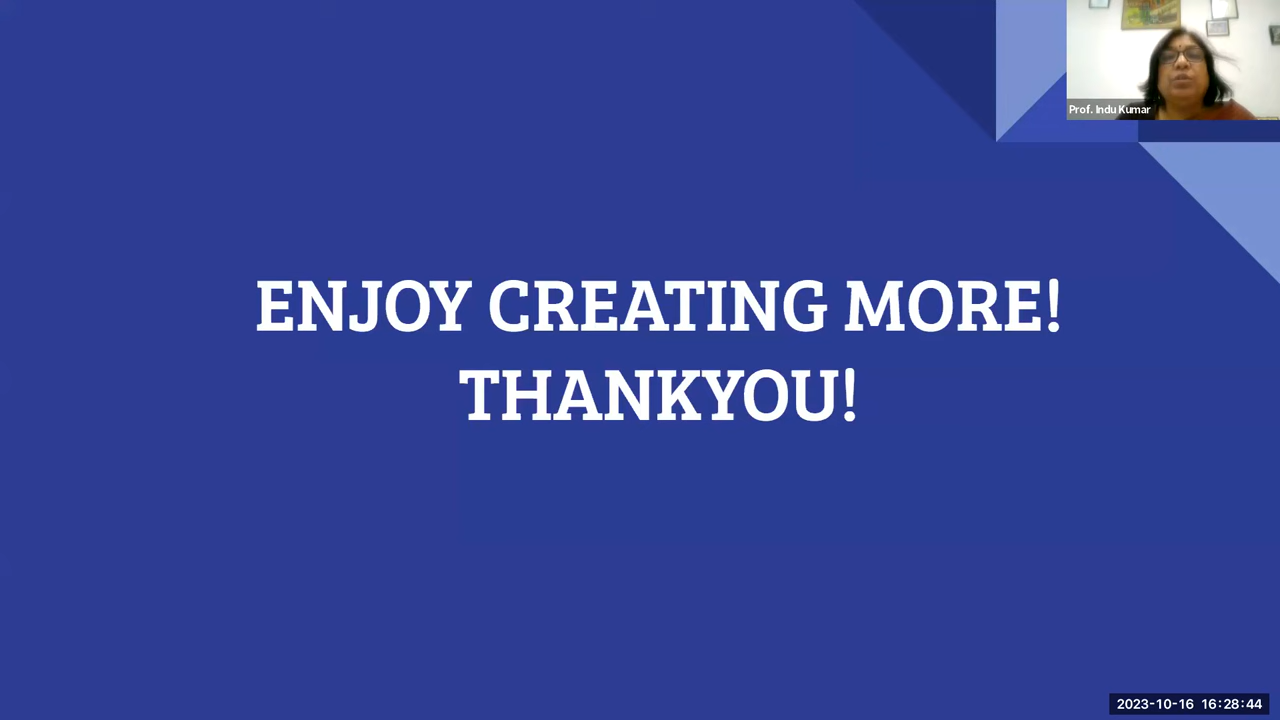 Prof. Indu Kumar
ENJOY CREATING MORE!
THANKYOU!
2023-10-16 16:28:44